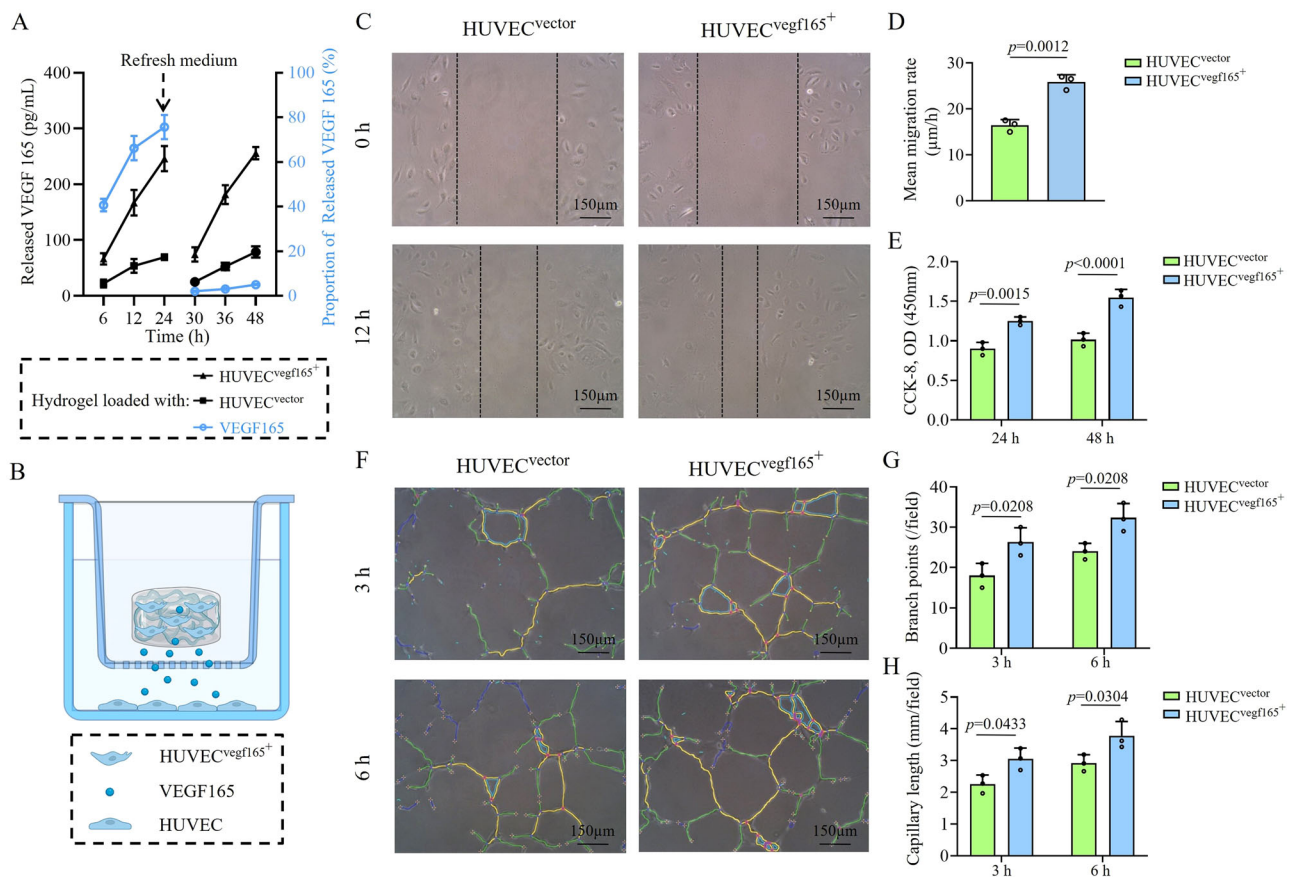 A
Refresh medium
Released VEGF 165 (pg/mL)
400
300
200
100
0
100
80
60
40
20
0
Proportion of Released VEGF 165 (%)
6 12 24 30 36 48
Time (h)
Hydrogel loaded with:
HUVECvegf165+
HUVECvector
VEGF165
B
HUVECvegf165+
VEGF165
HUVEC
C
HUVECvector
HUVECvegf165+
0 h
150µm
150µm
12 h
150µm
150µm
D
p=0.0012
Mean migration rate
(µm/h)
30
20
10
0
HUVECvector
HUVECvegf165+
E
p=0.0015
p<0.0001
CCK-8, OD (450nm)
2.0
1.5
1.0
0.5
0.0
24 h
48 h
HUVECvector
HUVECvegf165+
F
HUVECvector
HUVECvegf165+
3 h
150µm
150µm
6 h
150µm
150µm
G
p=0.0208
p=0.0208
Branch points (/field)
40
30
20
10
0
3 h
6 h
HUVECvector
HUVECvegf165+
H
p=0.0433
p=0.0304
Capillary length (mm/field)
5
4
3
2
1
0
3 h
6 h
HUVECvector
HUVECvegf165+